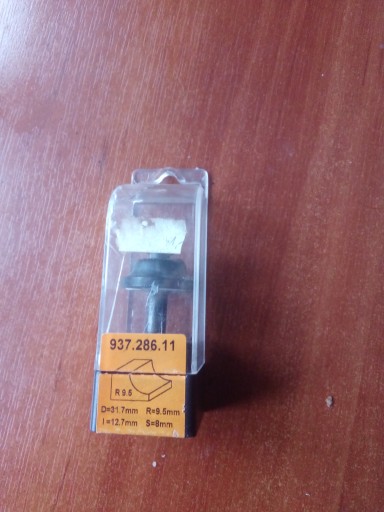 937.286.11
R 9.5
D=31.7mm R=9.5mm
I =12.7mm S=8mm